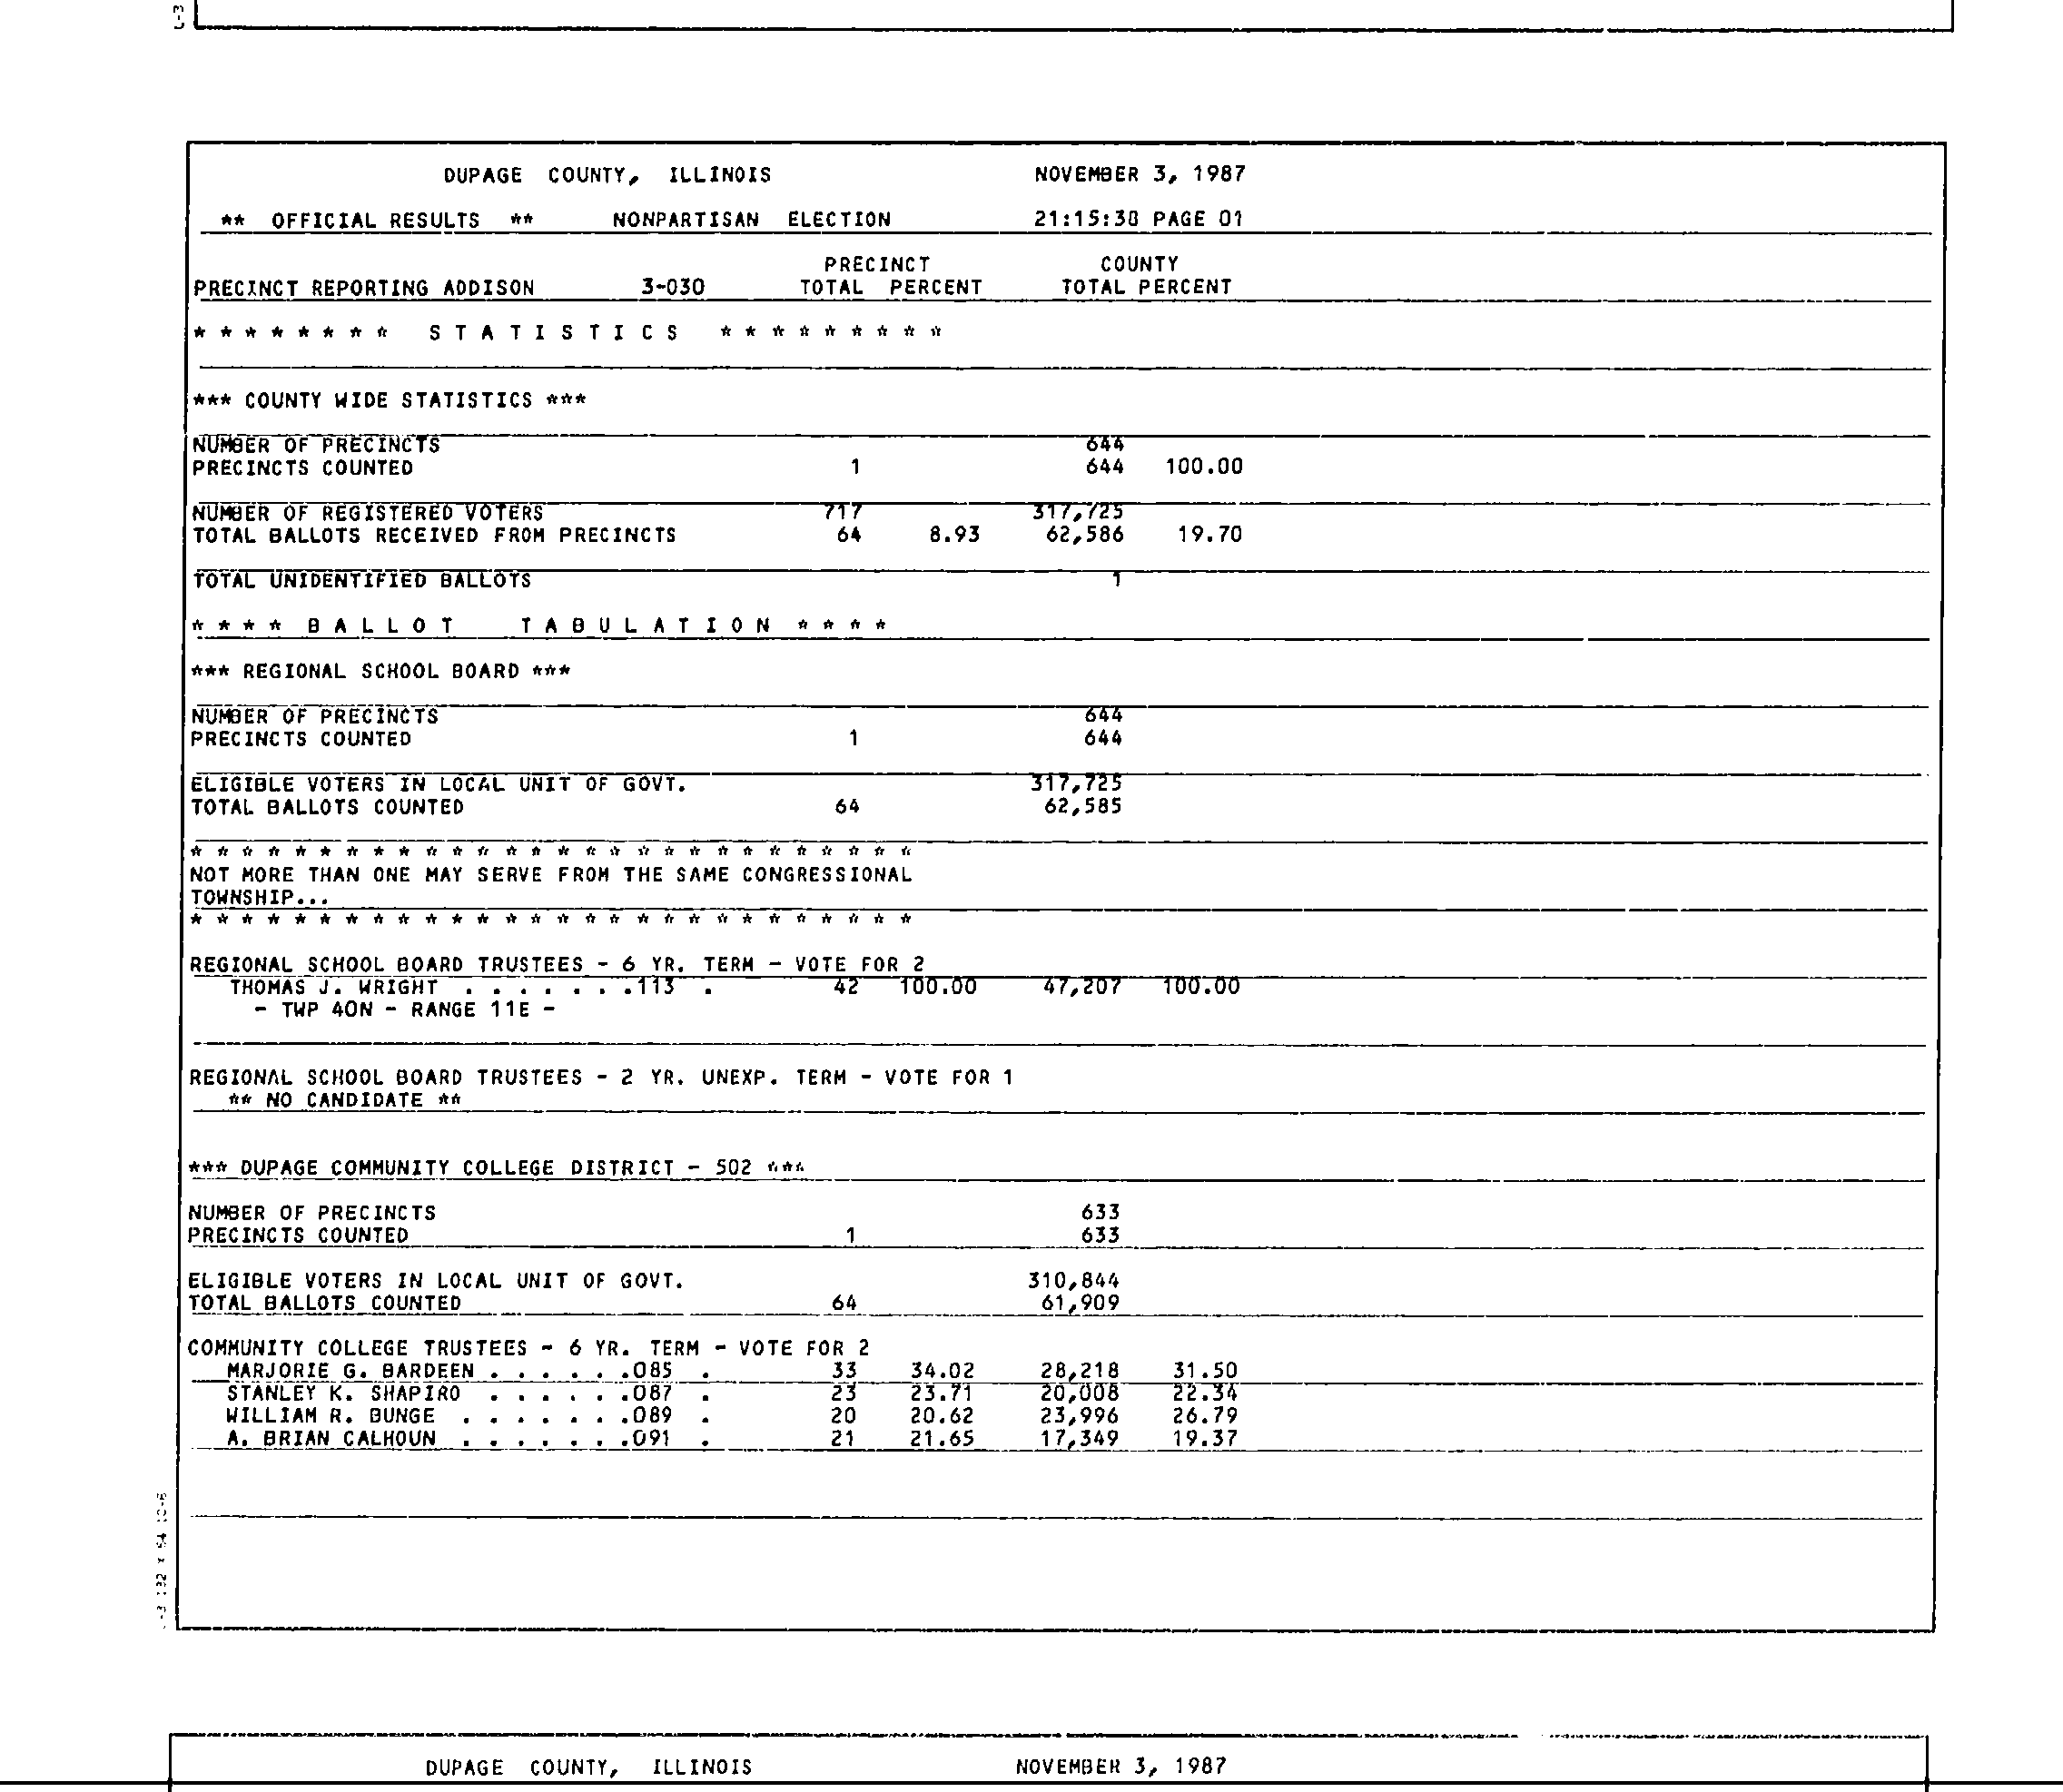 L-3
DUPAGE COUNTY, ILLINOIS NOVEMBER 3, 1987
** OFFICIAL RESULTS ** NONPARTISAN ELECTION 21:15:38 PAGE 01
PRECINCT COUNTY
PRECINCT REPORTING ADDISON 3-030 TOTAL PERCENT TOTAL PERCENT
* * * * * * * * S T A T I S T I C S * * * * * * * * *
*** COUNTY WIDE STATISTICS ***
NUMBER OF PRECINCTS 644
PRECINCTS COUNTED 1 644 100.00
NUMBER OF REGISTERED VOTERS 717 317,725
TOTAL BALLOTS RECEIVED FROM PRECINCTS 64 8.93 62,586 19.70
TOTAL UNIDENTIFIED BALLOTS 1
* * * * B A L L O T T A B U L A T I O N * * * *
*** REGIONAL SCHOOL BOARD ***
NUMBER OF PRECINCTS 644
PRECINCTS COUNTED 1 644
ELIGIBLE VOTERS IN LOCAL UNIT OF GOVT. 317,725
TOTAL BALLOTS COUNTED 64 62,585
* * * * * * * * * * * * * * * * * * * * * * * * * * * *
NOT MORE THAN ONE MAY SERVE FROM THE SAME CONGRESSIONAL
TOWNSHIP...
* * * * * * * * * * * * * * * * * * * * * * * * * * * *
REGIONAL SCHOOL BOARD TRUSTEES - 6 YR. TERM - VOTE FOR 2
THOMAS J. WRIGHT . . . . . . .113 . 42 100.00 47,207 100.00
- TWP 40N - RANGE 11E -
REGIONAL SCHOOL BOARD TRUSTEES - 2 YR. UNEXP. TERM - VOTE FOR 1
** NO CANDIDATE **
*** DUPAGE COMMUNITY COLLEGE DISTRICT - 502 ***
NUMBER OF PRECINCTS 633
PRECINCTS COUNTED 1 633
ELIGIBLE VOTERS IN LOCAL UNIT OF GOVT. 310,844
TOTAL BALLOTS COUNTED 64 61,909
COMMUNITY COLLEGE TRUSTEES - 6 YR. TERM - VOTE FOR 2
MARJORIE G. BARDEEN . . . . . .085 . 33 34.02 28,218 31.50
STANLEY K. SHAPIRO . . . . . .087 . 23 23.71 20,008 22.34
WILLIAM R. BUNGE . . . . . . .089 . 20 20.62 23,996 26.79
A. BRIAN CALHOUN . . . . . . .091 . 21 21.65 17,349 19.37
DUPAGE COUNTY, ILLINOIS NOVEMBER 3, 1987